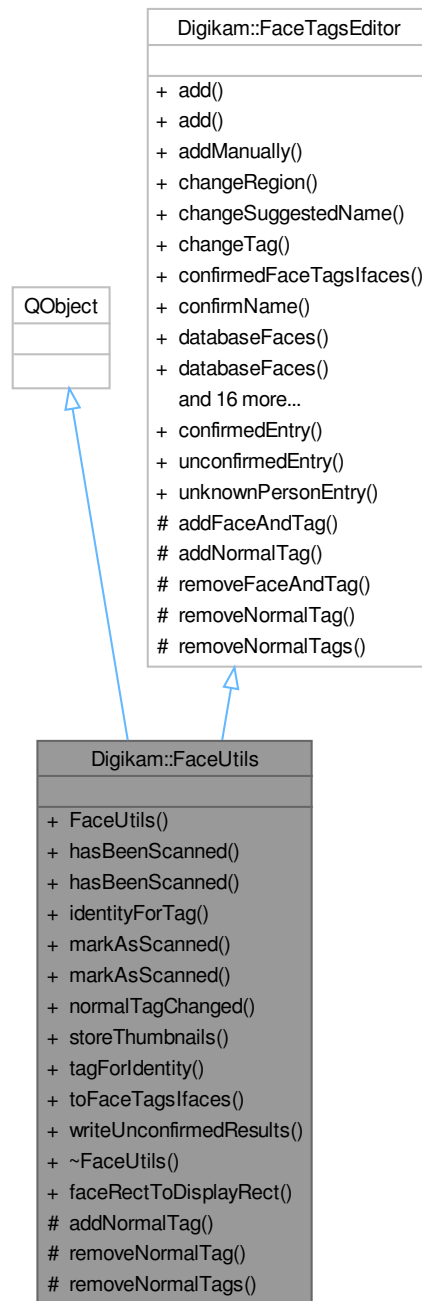 Digikam::FaceTagsEditor
+ add()
+ add()
+ addManually()
+ changeRegion()
+ changeSuggestedName()
+ changeTag()
+ confirmedFaceTagsIfaces()
+ confirmName()
+ databaseFaces()
+ databaseFaces()
and 16 more...
+ confirmedEntry()
+ unconfirmedEntry()
+ unknownPersonEntry()
# addFaceAndTag()
# addNormalTag()
# removeFaceAndTag()
# removeNormalTag()
# removeNormalTags()
QObject
Digikam::FaceUtils
+ FaceUtils()
+ hasBeenScanned()
+ hasBeenScanned()
+ identityForTag()
+ markAsScanned()
+ markAsScanned()
+ normalTagChanged()
+ storeThumbnails()
+ tagForIdentity()
+ toFaceTagsIfaces()
+ writeUnconfirmedResults()
+ ~FaceUtils()
+ faceRectToDisplayRect()
# addNormalTag()
# removeNormalTag()
# removeNormalTags()